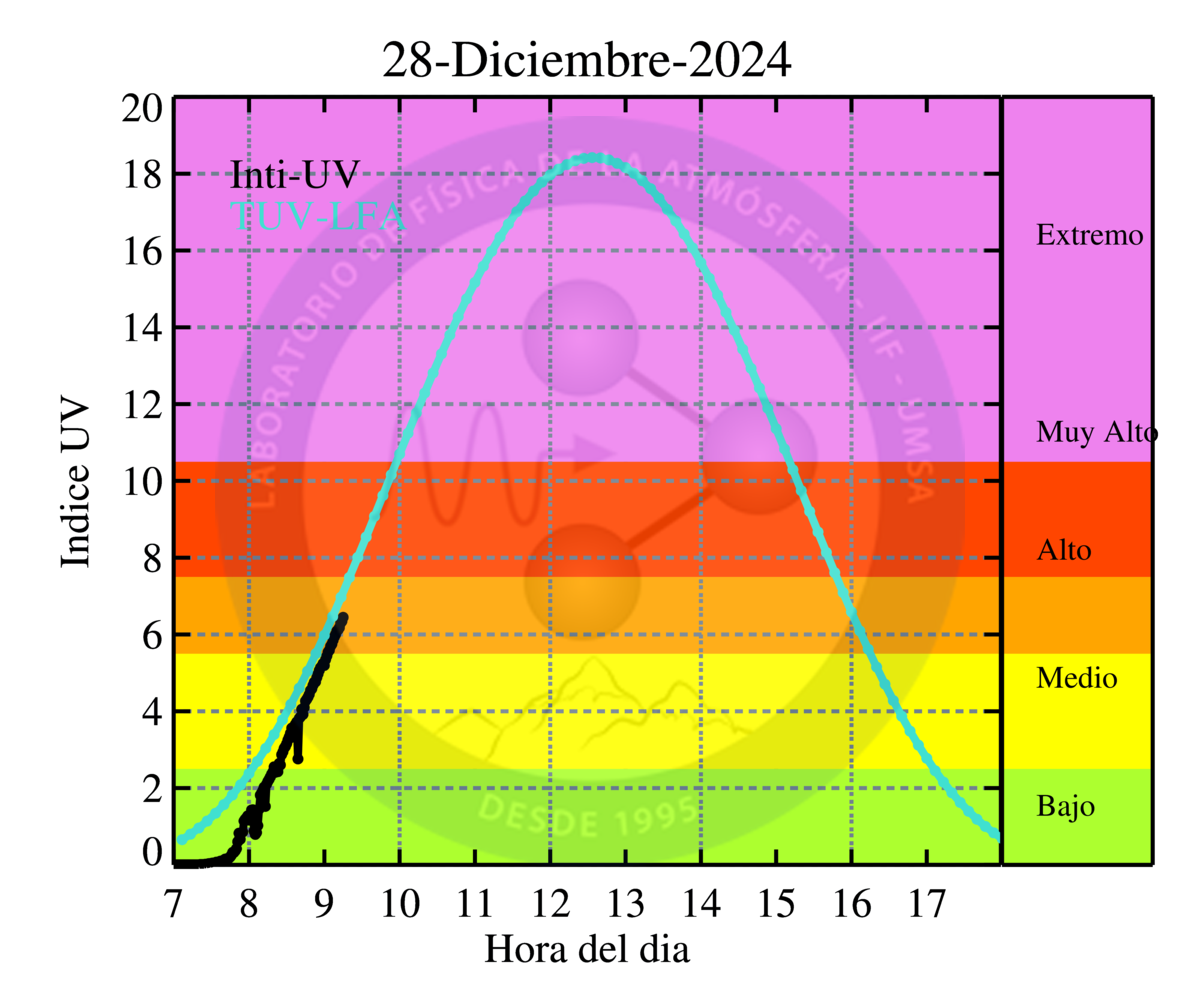 28-Diciembre-2024
Inti-UV
TUV-LFA
LABORATORIO DE FÍSICA DE LA ATMÓSFERA - IIF - UMSA
DESDE 1995
Indice UV
20
18
16
14
12
10
8
6
4
2
0
Extremo
Muy Alto
Alto
Medio
Bajo
7 8 9 10 11 12 13 14 15 16 17
Hora del dia